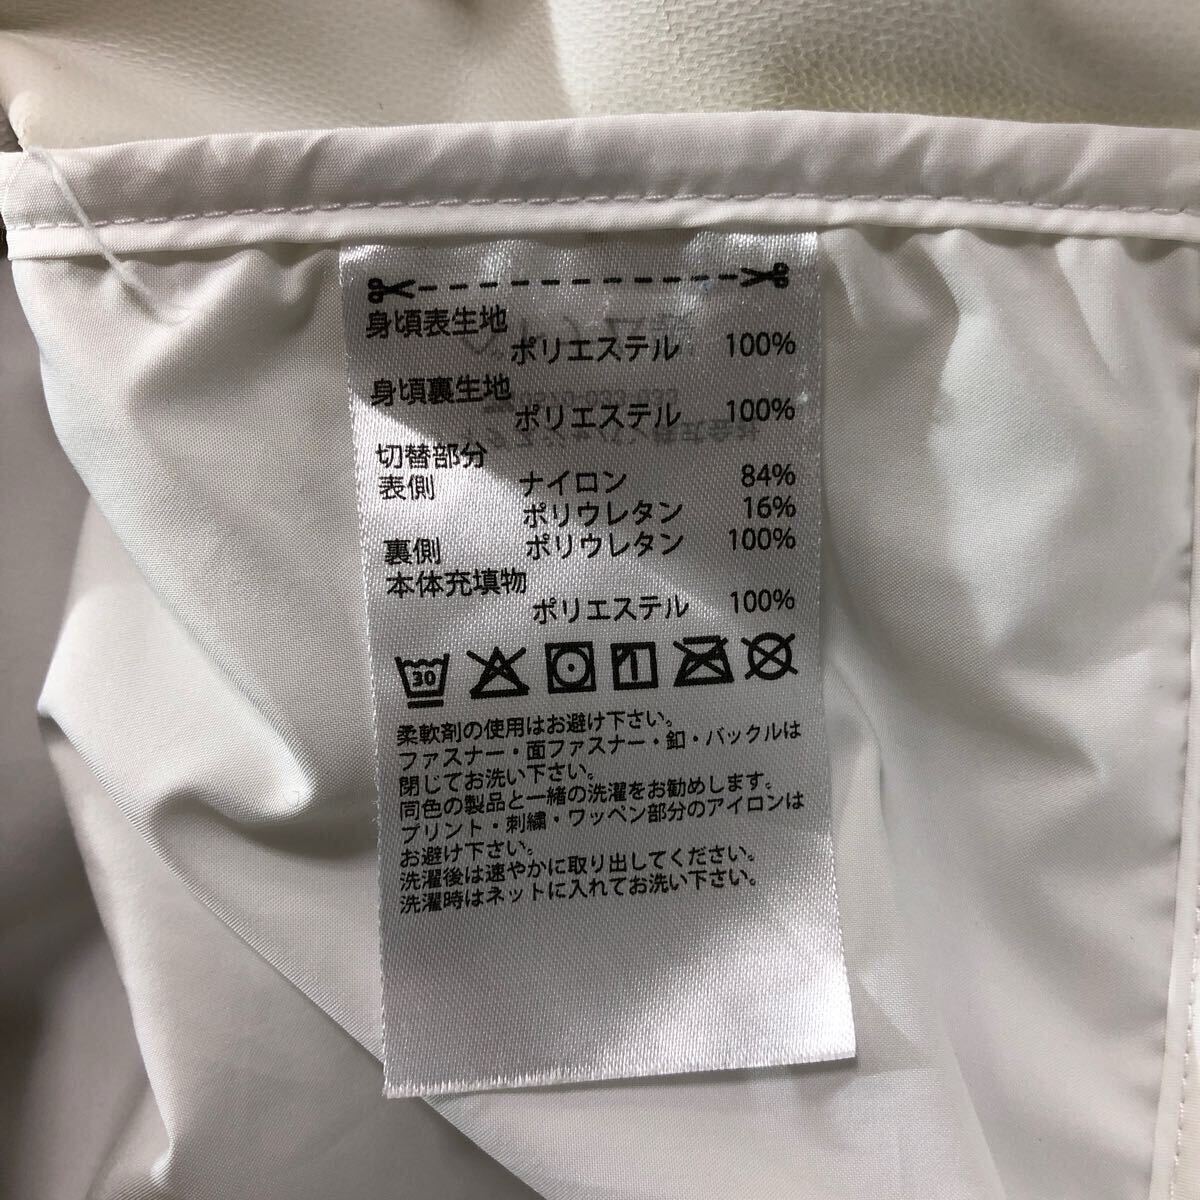 身頃表生地
ポリエステル 100%
身頃裏生地
ポリエステル 100%
切替部分
表側 ナイロン 84%
ポリウレタン 16%
裏側 ポリウレタン 100%
本体充填物
ポリエステル 100%
30
柔軟剤の使用はお避け下さい。
ファスナー・面ファスナー・釦・バックルは
閉じてお洗い下さい。
同色の製品と一緒の洗濯をお勧めします。
プリント・刺繍・ワッペン部分のアイロンは
お避け下さい。
洗濯後は速やかに取り出してください。
洗濯時はネットに入れてお洗い下さい。